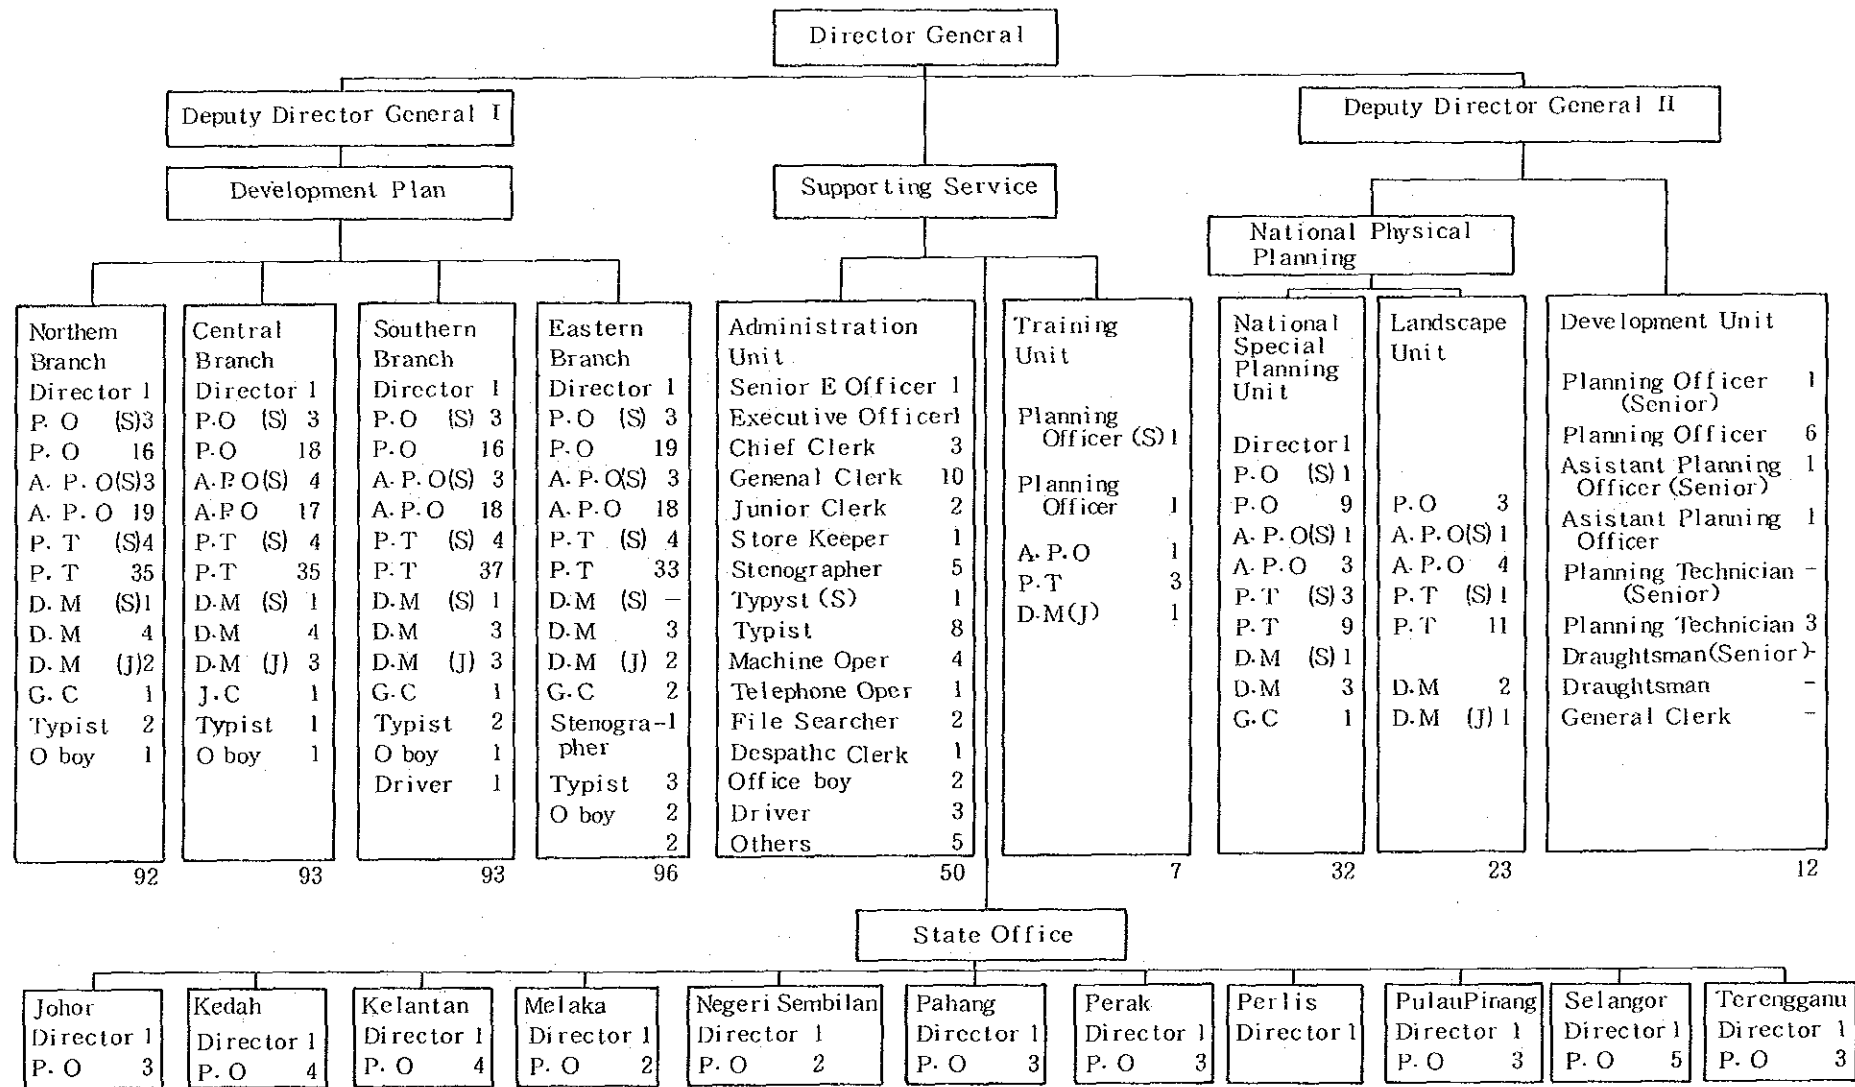 Director General
Deputy Director General I
Deputy Director General II
Development Plan
Supporting Service
National Physical
Planning
Northern
Branch
Director 1
P. O (S)3
P. O 16
A. P. O(S)3
A. P. O 19
P. T (S)4
P. T 35
D. M (S)1
D. M 4
D. M (J)2
G. C 1
Typist 2
O boy 1
92
Central
Branch
Director 1
P.O (S) 3
P.O 18
A.P.O(S) 4
A.P.O 17
P.T (S) 4
P.T 35
D.M (S) 1
D.M 4
D.M (J) 3
J.C 1
Typist 1
O boy 1
93
Southern
Branch
Director 1
P.O (S) 3
P.O 16
A.P.O(S) 3
A.P.O 18
P.T (S) 4
P.T 37
D.M (S) 1
D.M 3
D.M (J) 3
G.C 1
Typist 2
O boy 1
Driver 1
93
Eastern
Branch
Director 1
P.O (S) 3
P.O 19
A.P.O(S) 3
A.P.O 18
P.T (S) 4
P.T 33
D.M (S) -
D.M 3
D.M (J) 2
G.C 2
Stenogra-1
pher
Typist 3
O boy 2
2
96
Administration
Unit
Senior E Officer 1
Executive Officer1
Chief Clerk 3
Genenal Clerk 10
Junior Clerk 2
Store Keeper 1
Stenographer 5
Typyst (S) 1
Typist 8
Machine Oper 4
Telephone Oper 1
File Searcher 2
Despathc Clerk 1
Office boy 2
Driver 3
Others 5
50
Training
Unit
Planning
Officer (S) 1
Planning
Officer 1
A.P.O 1
P.T 3
D.M(J) 1
7
National
Special
Planning
Unit
Director1
P.O (S) 1
P.O 9
A.P.O(S) 1
A.P.O 3
P.T (S) 3
P.T 9
D.M (S) 1
D.M 3
G.C 1
32
Landscape
Unit
P.O 3
A.P.O(S) 1
A.P.O 4
P.T (S) 1
P.T 11
D.M 2
D.M (J) 1
23
Development Unit
Planning Officer 1
(Senior)
Planning Officer 6
Asistant Planning 1
Officer (Senior)
Asistant Planning 1
Officer
Planning Technician -
(Senior)
Planning Technician 3
Draughtsman(Senior)-
Draughtsman -
General Clerk -
12
State Office
Johor
Director 1
P.O 3
Kedah
Director 1
P.O 4
Kelantan
Director 1
P.O 4
Melaka
Director 1
P.O 2
Negeri Sembilan
Director 1
P.O 2
Pahang
Director 1
P.O 3
Perak
Director 1
P.O 3
Perlis
Director1
PulauPinang
Director 1
P.O 3
Selangor
Director1
P.O 5
Terengganu
Director 1
P.O 3